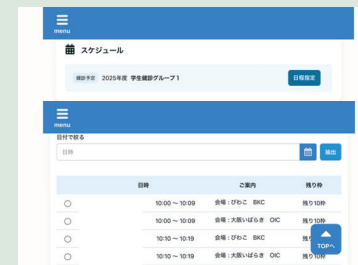 menu
スケジュール
健診予定 2025年度 学生健診グループ1 日程指定
menu
日付で絞る
日時 抽出
日時 ご案内 残り枠
10:00 ～ 10:09 会場：びわこ BKC 残り10枠
10:00 ～ 10:09 会場：大阪いばらき OIC 残り10枠
10:10 ～ 10:19 会場：びわこ BKC
10:10 ～ 10:19 会場：大阪いばらき OIC 残り10枠
TOPへ